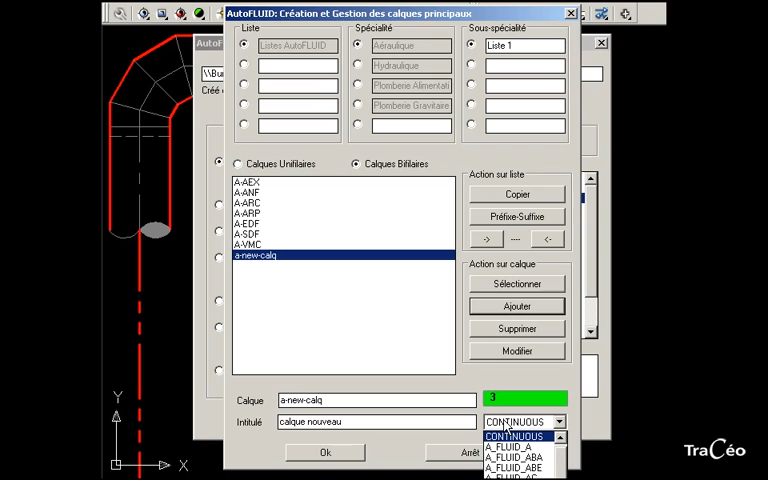 AutoFLUID: Création et Gestion des calques principaux
Liste
Spécialité
Sous-spécialité
Listes AutoFLUID
Aéraulique
Liste 1
Hydraulique
Plomberie Alimentati
Plomberie Gravitaire
Calques Unifilaires
Calques Bifilaires
A-AEX
A-ANF
A-ARC
A-ARP
A-EDF
A-SDF
A-VMC
a-new-calq
Action sur liste
Copier
Préfixe-Suffixe
-> ---- <-
Action sur calque
Sélectionner
Ajouter
Supprimer
Modifier
Calque
a-new-calq
3
Intitulé
calque nouveau
CONTINUOUS
CONTINUOUS
A_FLUID_A
A_FLUID_ABA
A_FLUID_ABE
Ok
Arrêt
Y
X
TraCéo